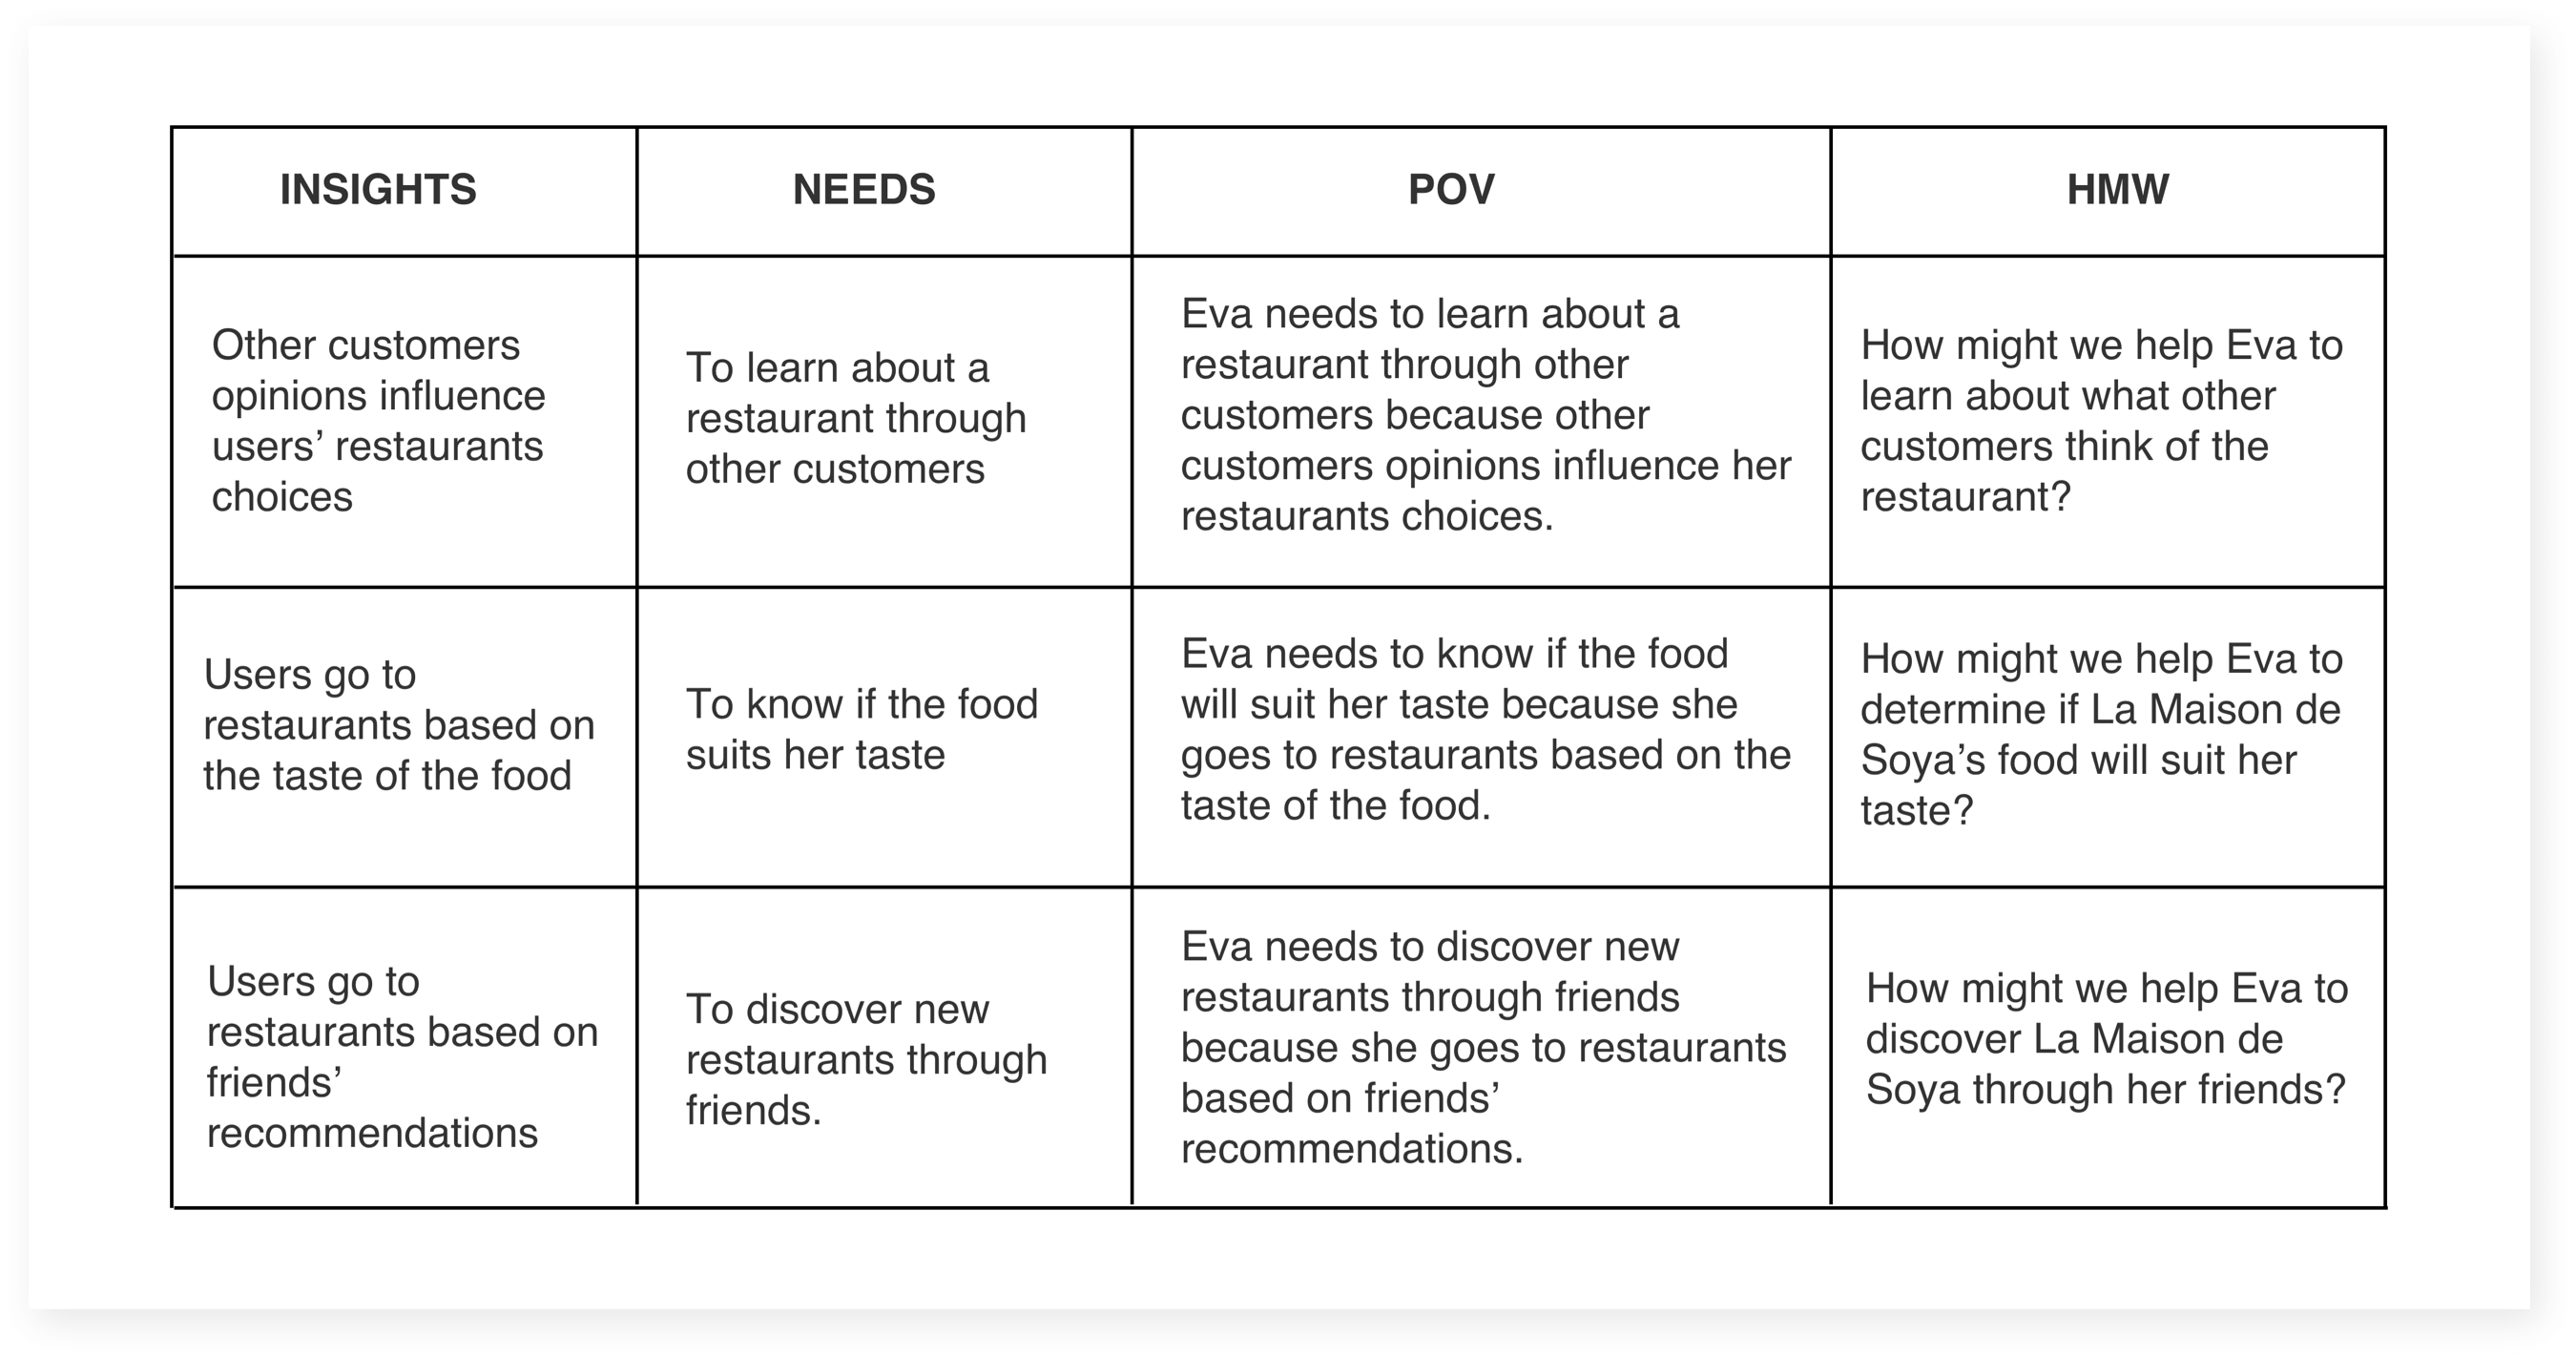 INSIGHTS
NEEDS
POV
HMW
Other customers
opinions influence
users’ restaurants
choices
To learn about a
restaurant through
other customers
Eva needs to learn about a
restaurant through other
customers because other
customers opinions influence her
restaurants choices.
How might we help Eva to
learn about what other
customers think of the
restaurant?
Users go to
restaurants based on
the taste of the food
To know if the food
suits her taste
Eva needs to know if the food
will suit her taste because she
goes to restaurants based on the
taste of the food.
How might we help Eva to
determine if La Maison de
Soya’s food will suit her
taste?
Users go to
restaurants based on
friends’
recommendations
To discover new
restaurants through
friends.
Eva needs to discover new
restaurants through friends
because she goes to restaurants
based on friends’
recommendations.
How might we help Eva to
discover La Maison de
Soya through her friends?